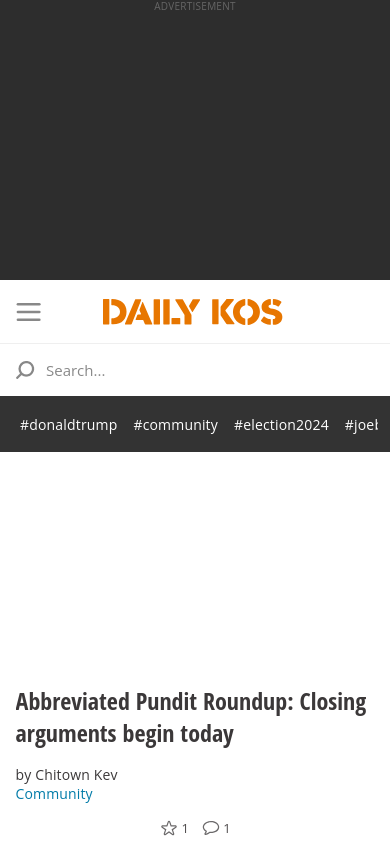 ADVERTISEMENT
DAILY KOS
Search...
#donaldtrump #community #election2024 #joeb
Abbreviated Pundit Roundup: Closing
arguments begin today
by Chitown Kev
Community
1 1